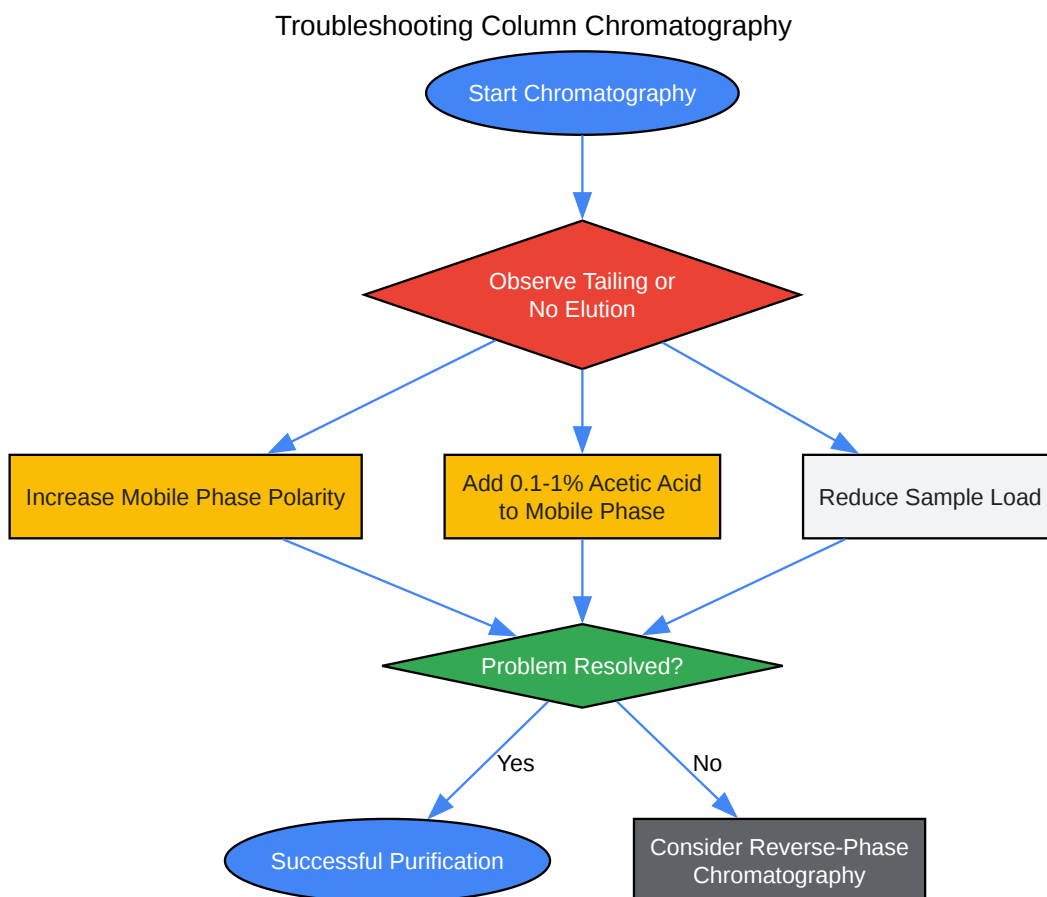 Troubleshooting Column Chromatography
Start Chromatography
Observe Tailing or
No Elution
Increase Mobile Phase Polarity
Add 0.1-1% Acetic Acid
to Mobile Phase
Reduce Sample Load
Problem Resolved?
Yes
No
Successful Purification
Consider Reverse-Phase
Chromatography